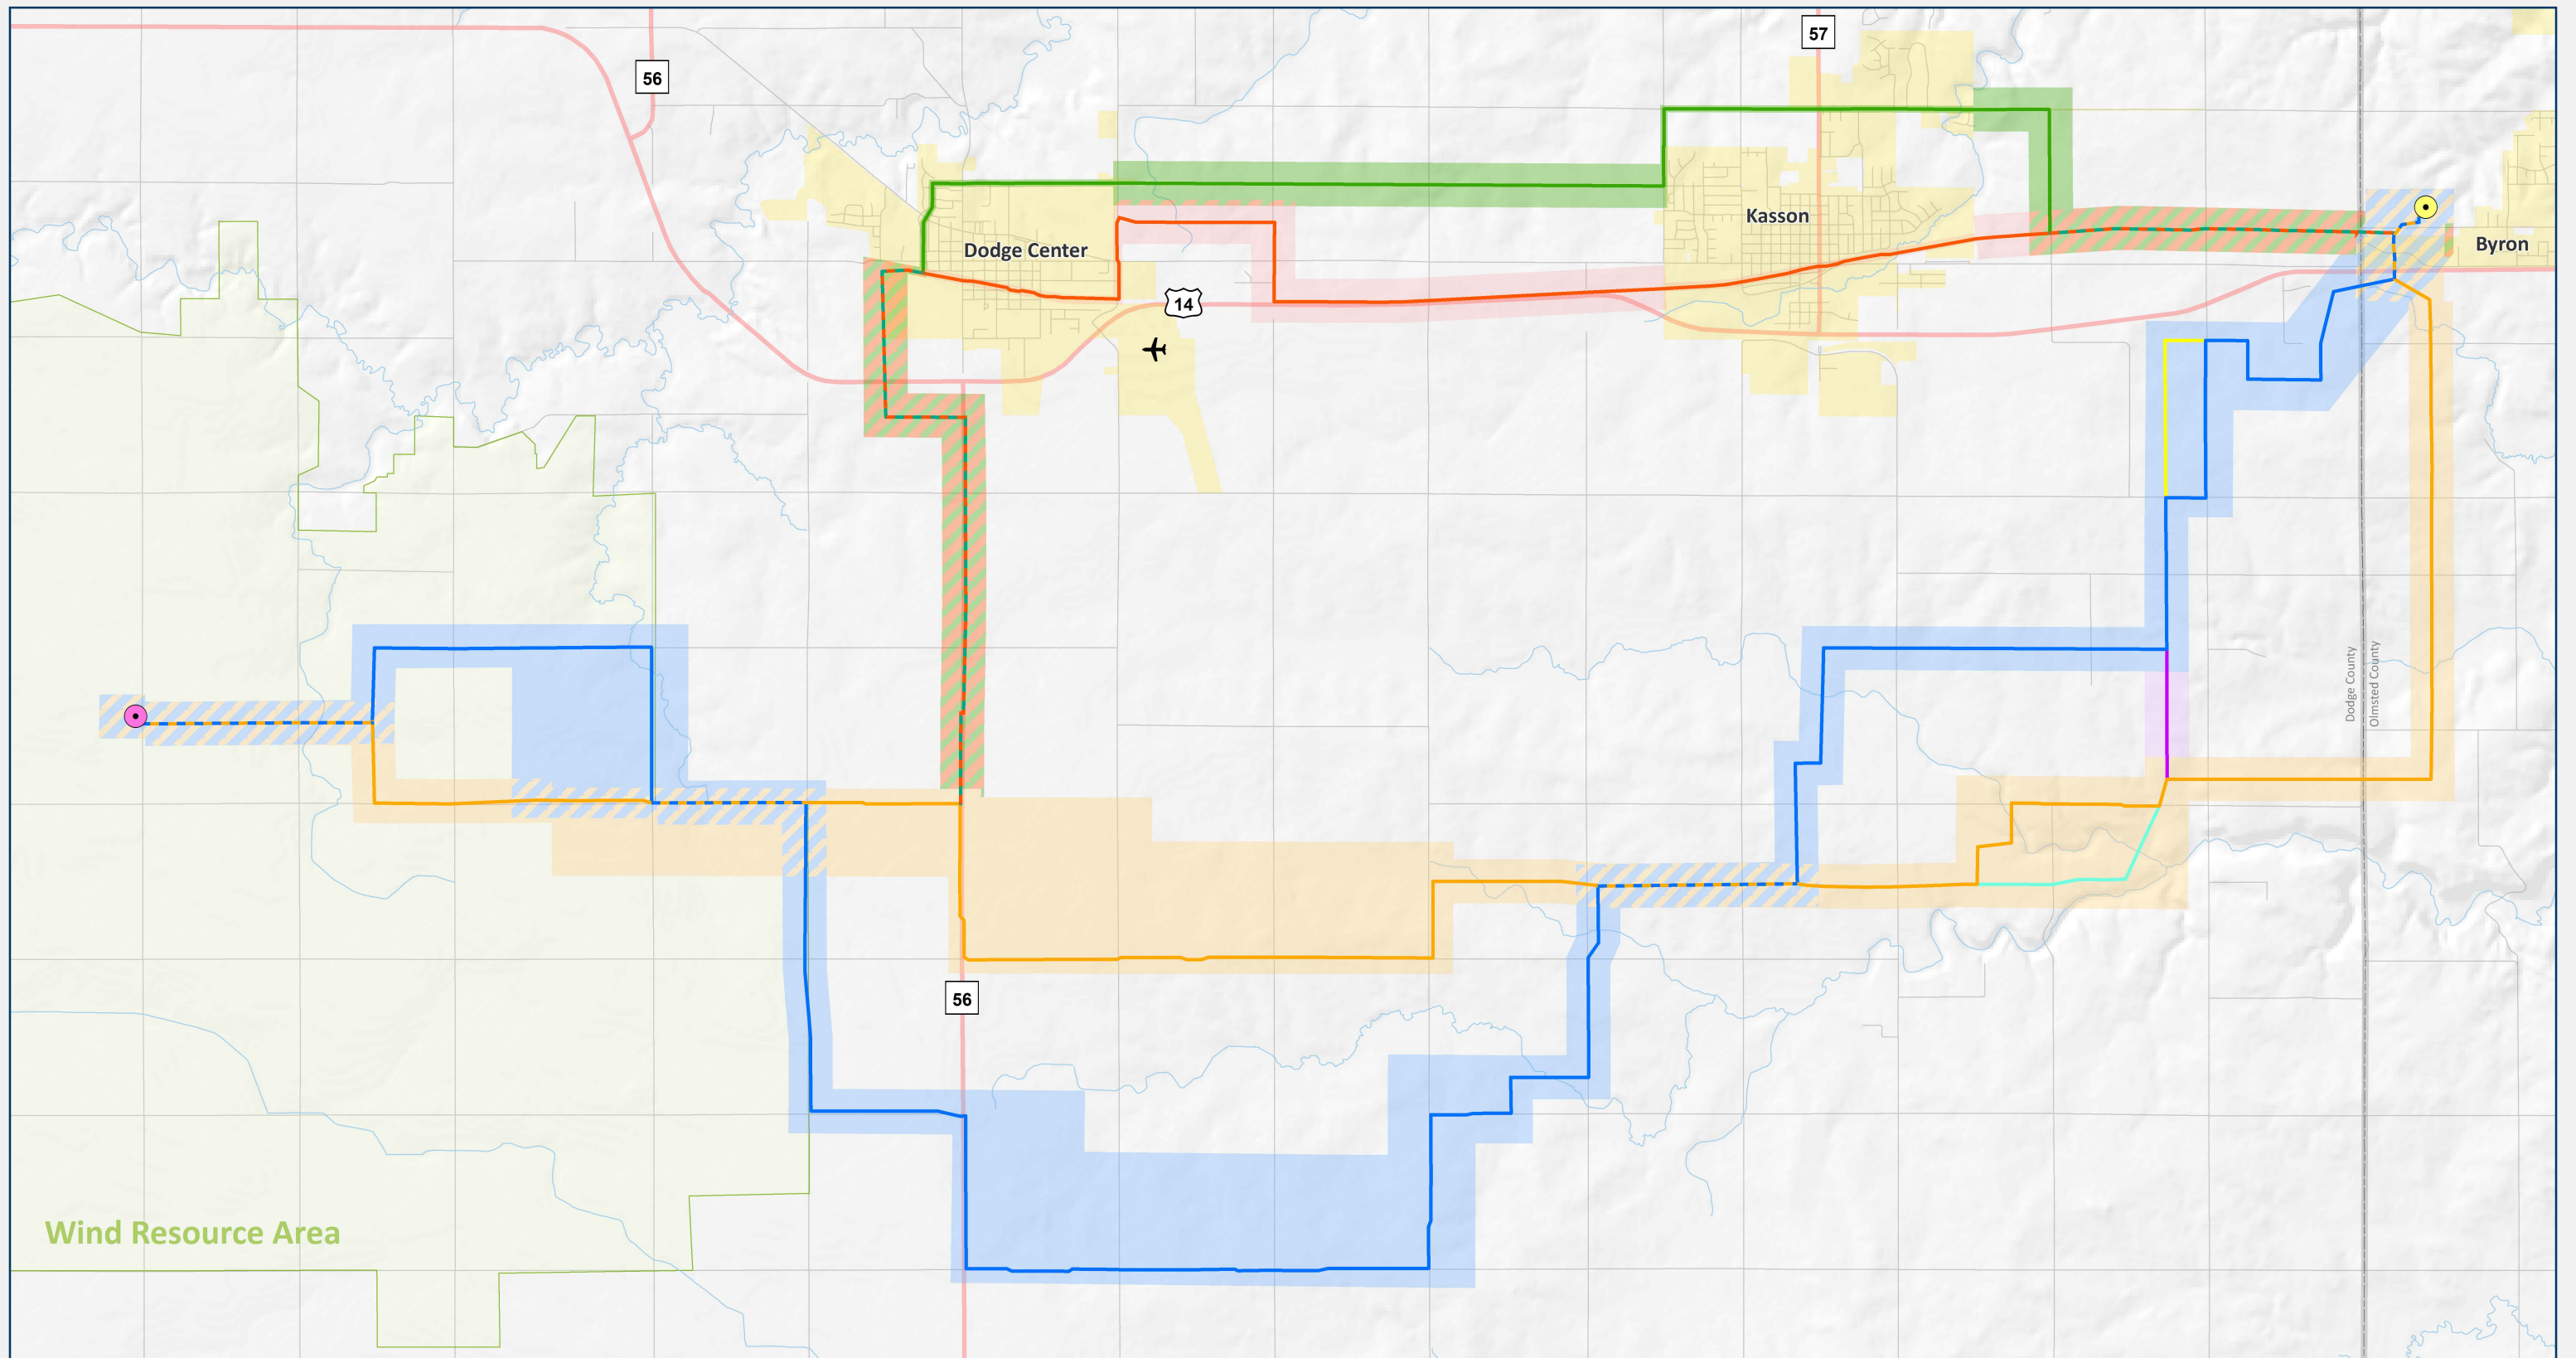 57
56
Kasson
Byron
Dodge Center
14
Dodge County
Olmsted County
56
Wind Resource Area